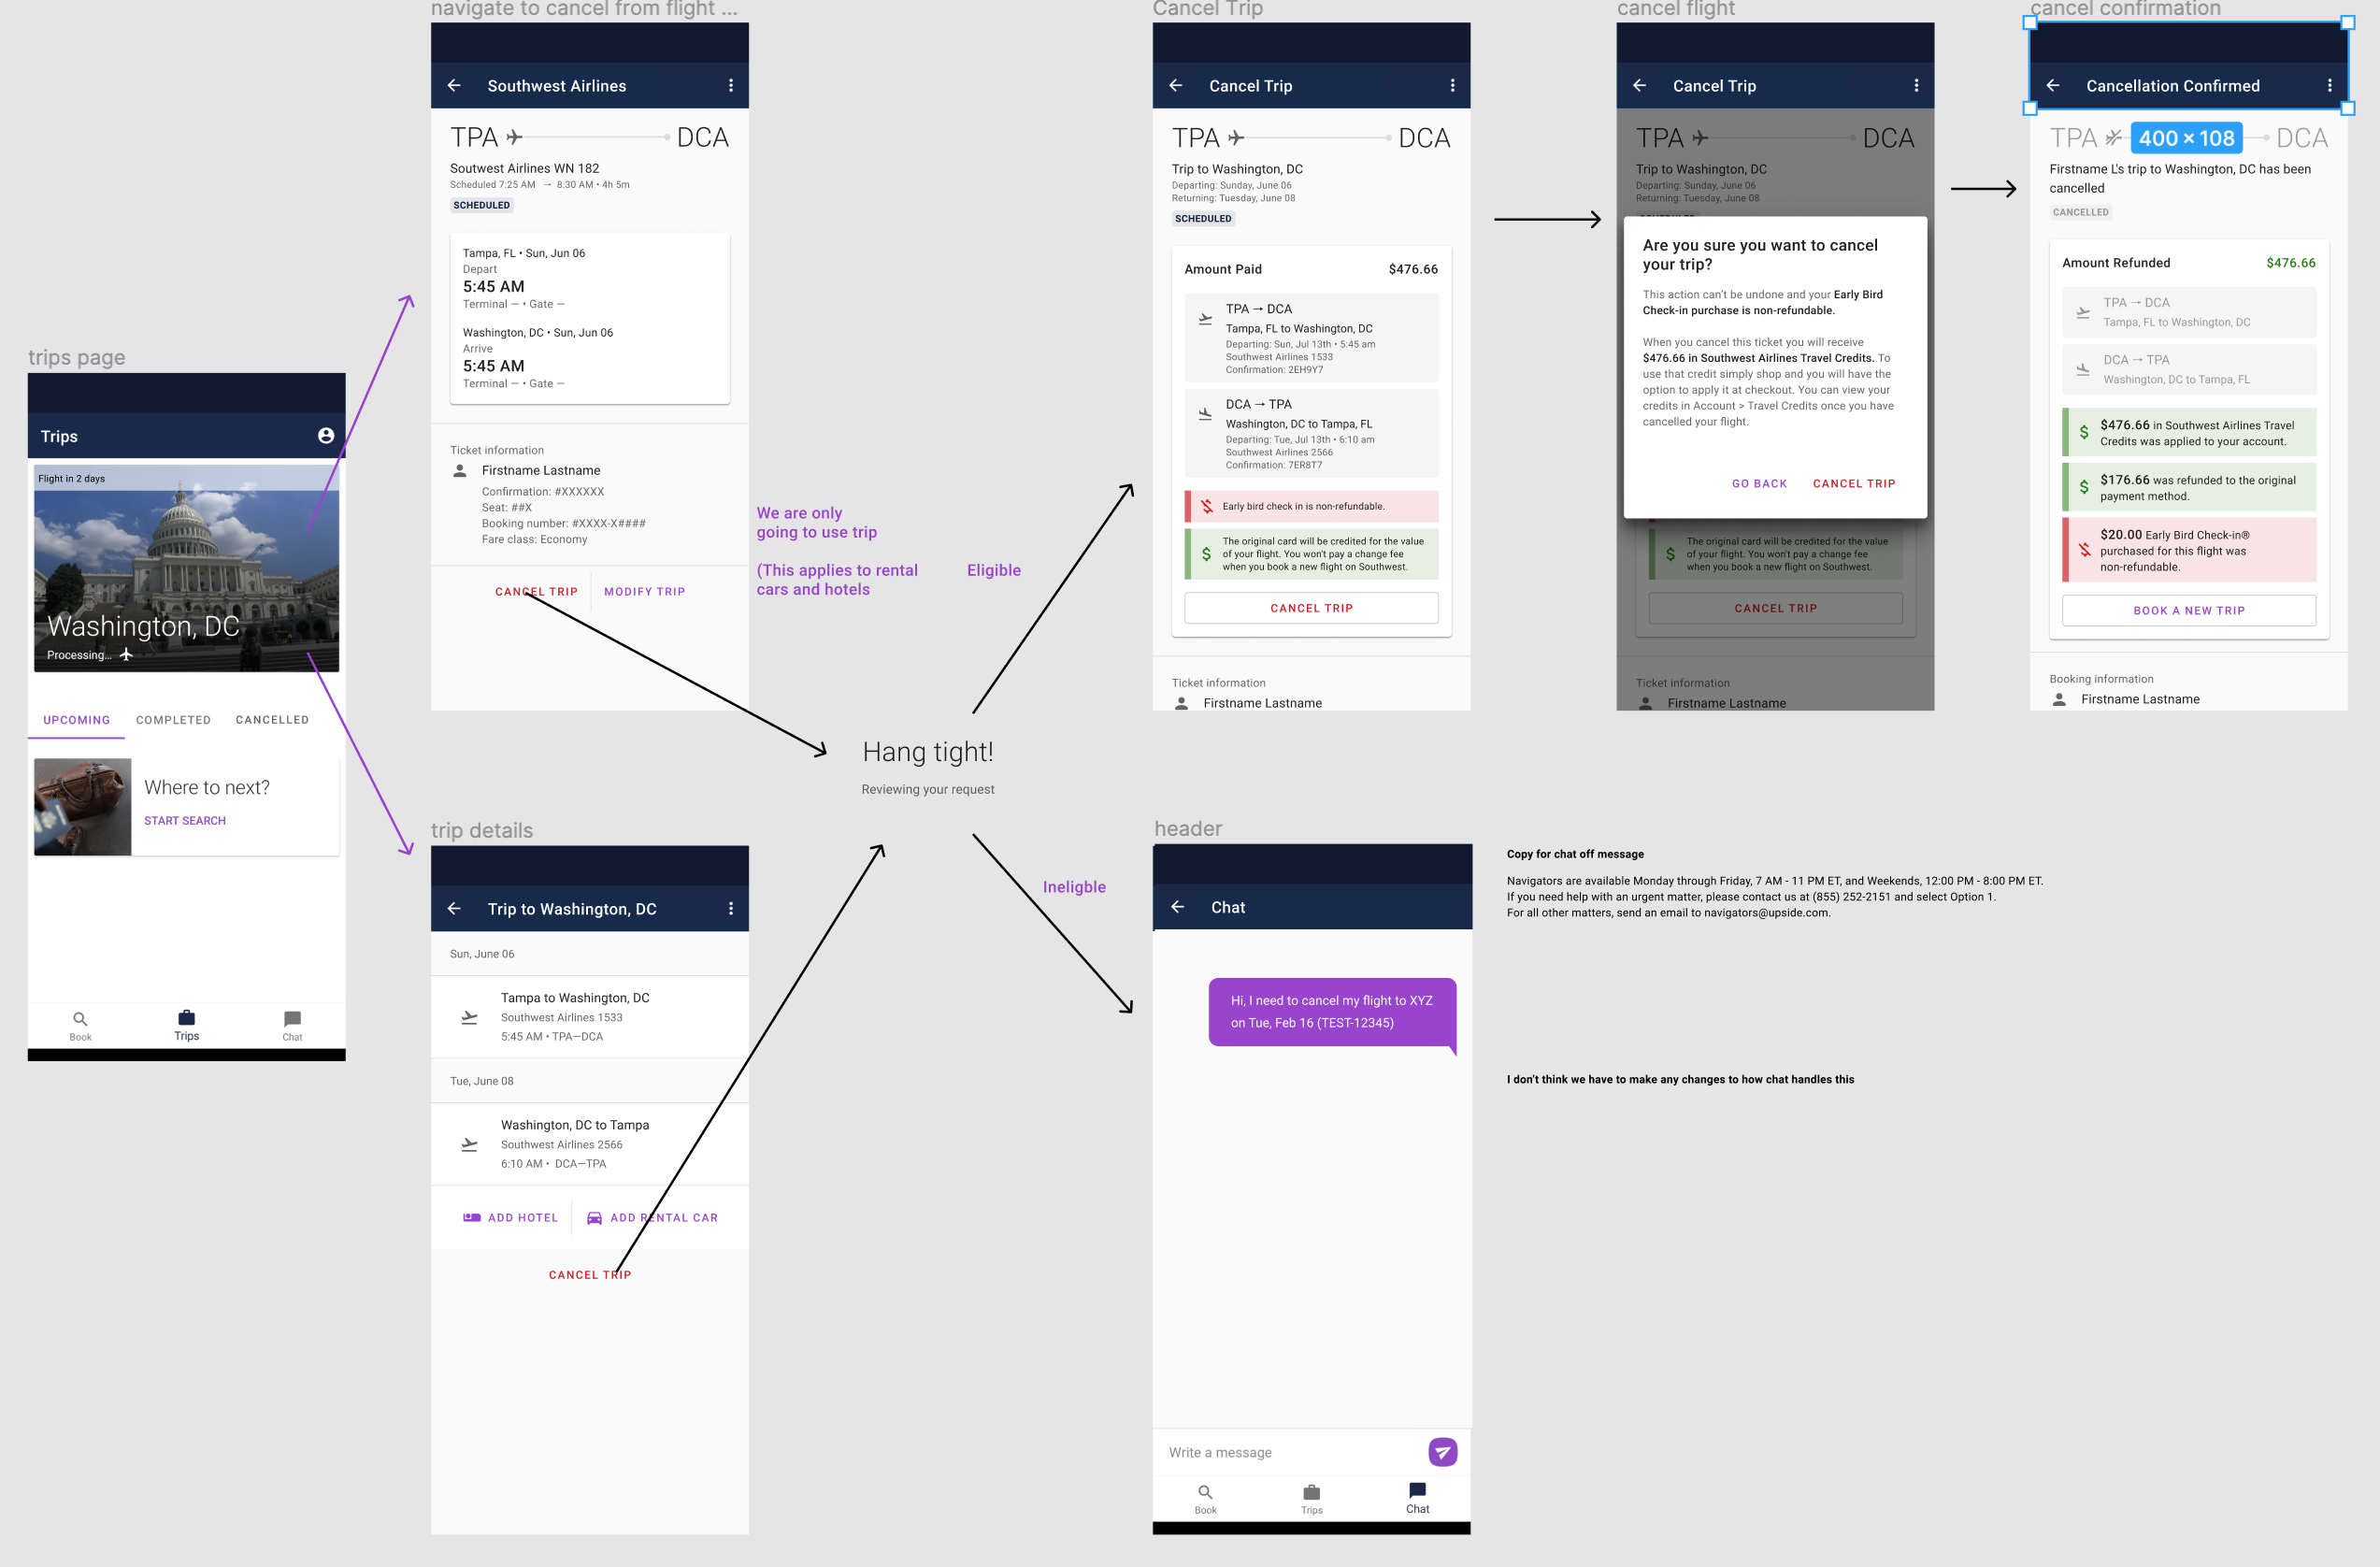 trips page
Trips
Flight in 2 days
Washington, DC
Processing...
UPCOMING
COMPLETED
CANCELLED
Where to next?
START SEARCH
Book
Trips
Chat
navigate to cancel from flight ...
Southwest Airlines
TPA
DCA
Soutwest Airlines WN 182
Scheduled 7:25 AM → 8:30 AM • 4h 5m
SCHEDULED
Tampa, FL • Sun, Jun 06
Depart
5:45 AM
Terminal — • Gate —
Washington, DC • Sun, Jun 06
Arrive
5:45 AM
Terminal — • Gate —
Ticket information
Firstname Lastname
Confirmation: #XXXXXX
Seat: ##X
Booking number: #XXXX-X####
Fare class: Economy
CANCEL TRIP
MODIFY TRIP
We are only
going to use trip
(This applies to rental
cars and hotels
trip details
Trip to Washington, DC
Sun, June 06
Tampa to Washington, DC
Southwest Airlines 1533
5:45 AM • TPA—DCA
Tue, June 08
Washington, DC to Tampa
Southwest Airlines 2566
6:10 AM • DCA—TPA
ADD HOTEL
ADD RENTAL CAR
CANCEL TRIP
Hang tight!
Reviewing your request
Eligible
Ineligble
Cancel Trip
Cancel Trip
TPA
DCA
Trip to Washington, DC
Departing: Sunday, June 06
Returning: Tuesday, June 08
SCHEDULED
Amount Paid
$476.66
TPA → DCA
Tampa, FL to Washington, DC
Departing: Sun, Jul 13th • 5:45 am
Southwest Airlines 1533
Confirmation: 2EH9Y7
DCA → TPA
Washington, DC to Tampa, FL
Departing: Tue, Jul 13th • 6:10 am
Southwest Airlines 2566
Confirmation: 7ER8T7
Early bird check in is non-refundable.
The original card will be credited for the value
of your flight. You won't pay a change fee
when you book a new flight on Southwest.
CANCEL TRIP
Ticket information
Firstname Lastname
cancel flight
Cancel Trip
TPA
DCA
Trip to Washington, DC
Departing: Sunday, June 06
Returning: Tuesday, June 08
Are you sure you want to cancel
your trip?
This action can't be undone and your Early Bird
Check-in purchase is non-refundable.
When you cancel this ticket you will receive
$476.66 in Southwest Airlines Travel Credits. To
use that credit simply shop and you will have the
option to apply it at checkout. You can view your
credits in Account > Travel Credits once you have
cancelled your flight.
GO BACK
CANCEL TRIP
The original card will be credited for the value
of your flight. You won't pay a change fee
when you book a new flight on Southwest.
CANCEL TRIP
Ticket information
Firstname Lastname
cancel confirmation
Cancellation Confirmed
TPA
400 × 108
DCA
Firstname L's trip to Washington, DC has been
cancelled
CANCELLED
Amount Refunded
$476.66
TPA → DCA
Tampa, FL to Washington, DC
DCA → TPA
Washington, DC to Tampa, FL
$476.66 in Southwest Airlines Travel
Credits was applied to your account.
$176.66 was refunded to the original
payment method.
$20.00 Early Bird Check-in®
purchased for this flight was
non-refundable.
BOOK A NEW TRIP
Booking information
Firstname Lastname
header
Chat
Hi, I need to cancel my flight to XYZ
on Tue, Feb 16 (TEST-12345)
Write a message
Book
Trips
Chat
Copy for chat off message
Navigators are available Monday through Friday, 7 AM - 11 PM ET, and Weekends, 12:00 PM - 8:00 PM ET.
If you need help with an urgent matter, please contact us at (855) 252-2151 and select Option 1.
For all other matters, send an email to navigators@upside.com.
I don't think we have to make any changes to how chat handles this